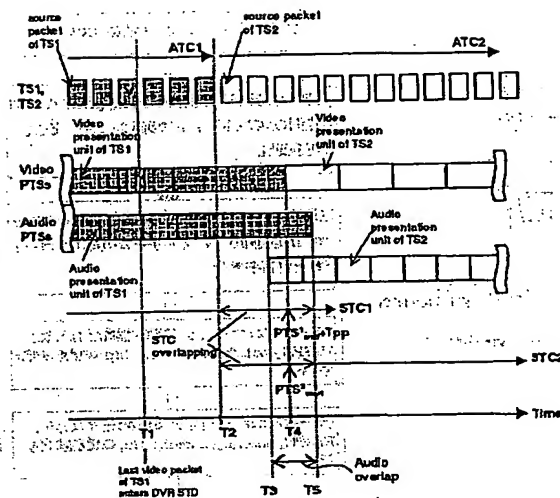 source
packet
of TS1
source packet
of TS2
ATC1
ATC2
TS1,
TS2
Video
presentation
unit of TS1
Video
presentation
unit of TS2
Video
PTSs
Audio
PTSs
Audio
presentation
unit of TS1
Audio
presentation
unit of TS2
STC1
STC
overlapping
+Tpp
STC2
Time
T1
T2
T4
Last video packet
of TS1
enters DVR STD
T3
T5
Audio
overlap